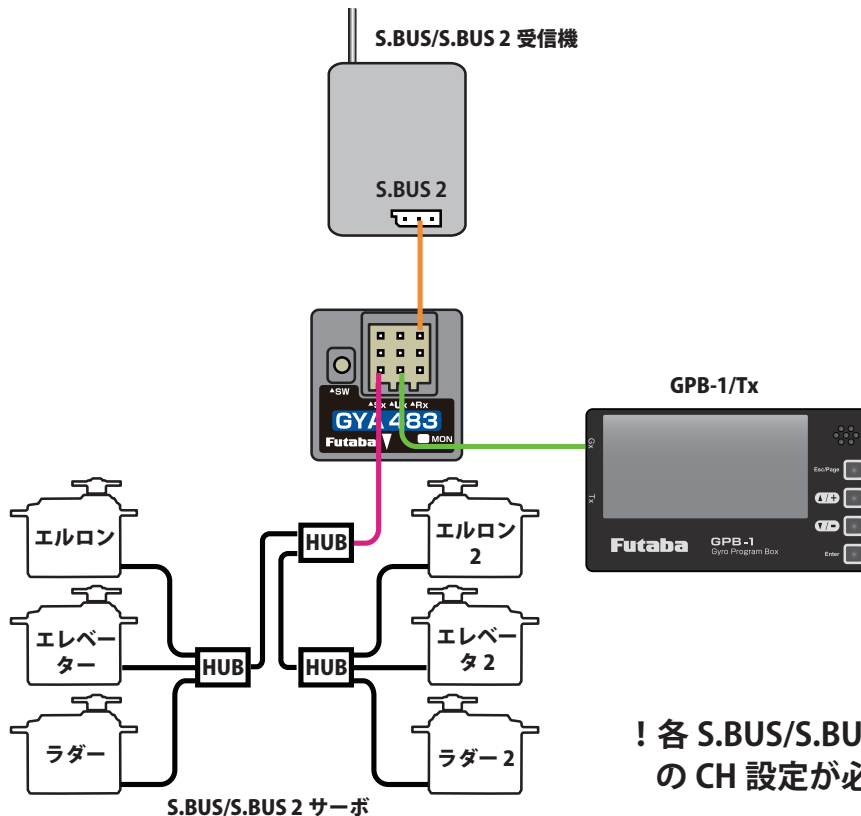 S.BUS/S.BUS 2 受信機
S.BUS 2
▲SW
▲Sx ▲Ux ▲Rx
GYA483
Futaba
MON
GPB-1/Tx
Gx
Tx
Esc/Page
▲/+
▼/-
Enter
Futaba
GPB-1
Gyro Program Box
エルロン
HUB
エルロン
2
エレベー
ター
HUB
HUB
エレベー
タ 2
ラダー
ラダー 2
S.BUS/S.BUS 2 サーボ
! 各 S.BUS/S.BU
の CH 設定が必